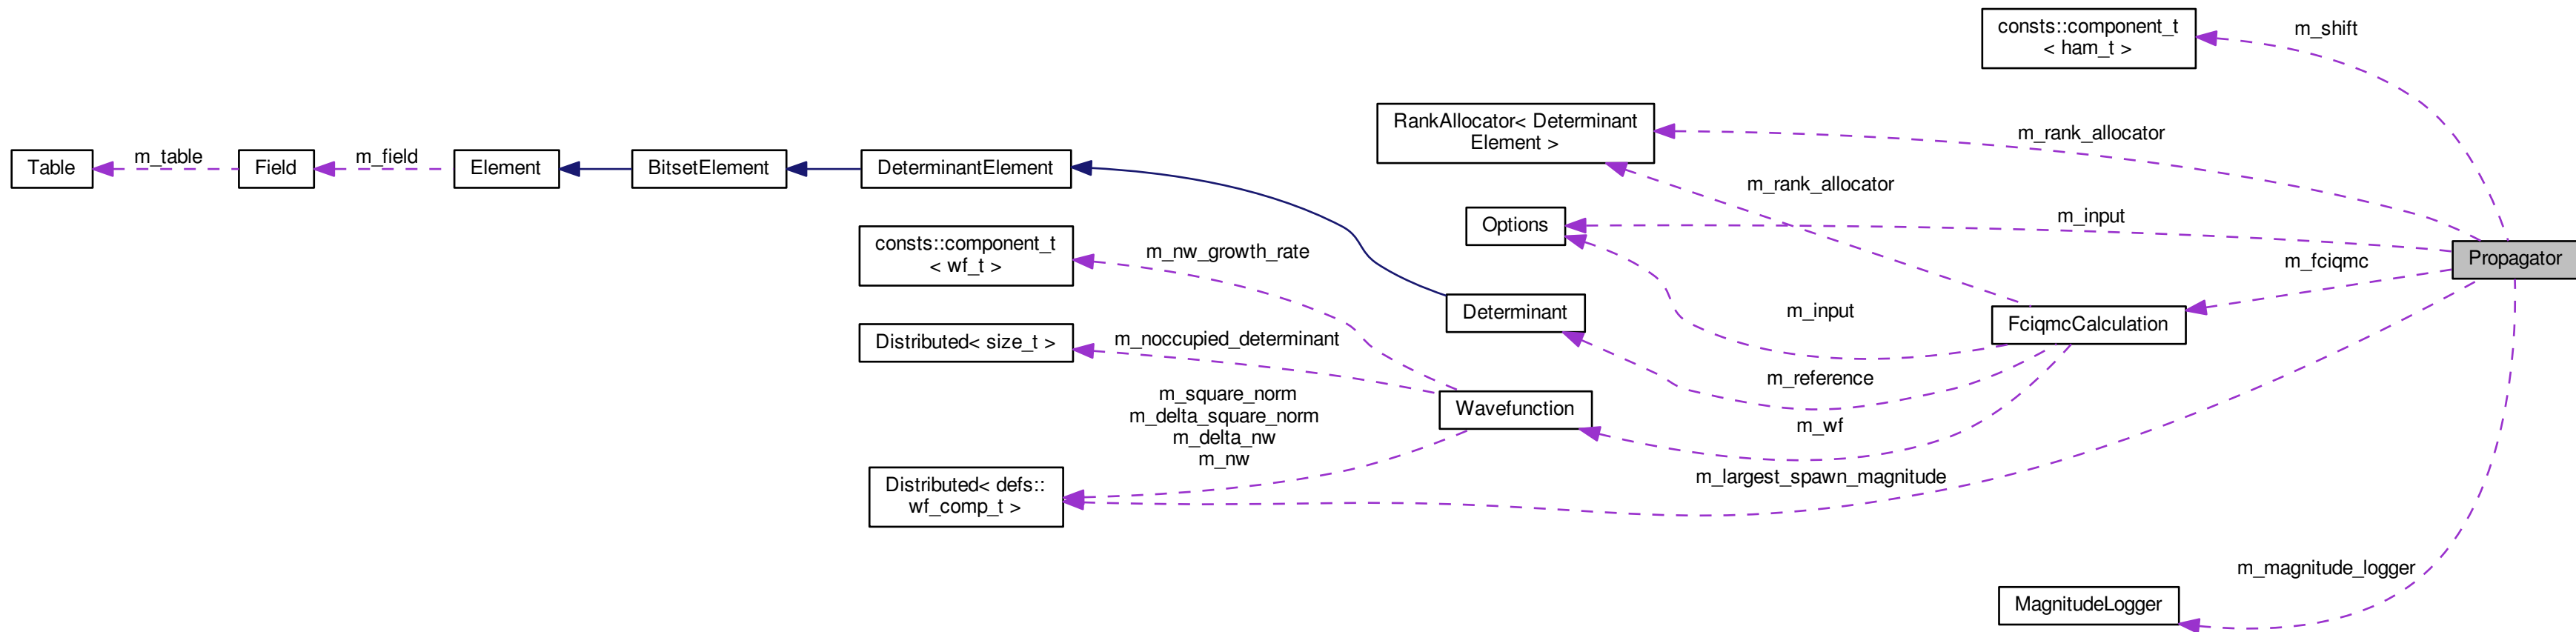 consts::component_t
< ham_t >
m_shift
RankAllocator< Determinant
Element >
m_rank_allocator
Table
m_table
Field
m_field
Element
BitsetElement
DeterminantElement
m_rank_allocator
Options
m_input
consts::component_t
< wf_t >
m_nw_growth_rate
Propagator
m_fciqmc
Determinant
m_input
FciqmcCalculation
Distributed< size_t >
m_noccupied_determinant
m_reference
m_square_norm
m_delta_square_norm
m_delta_nw
m_nw
Wavefunction
m_wf
Distributed< defs::
wf_comp_t >
m_largest_spawn_magnitude
m_magnitude_logger
MagnitudeLogger